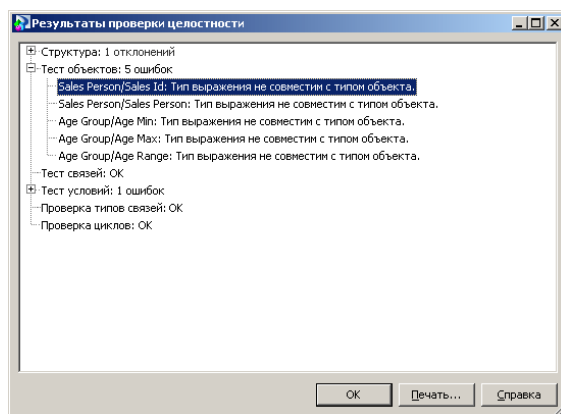 Результаты проверки целостности
Структура: 1 отклонений
Тест объектов: 5 ошибок
Sales Person/Sales Id: Тип выражения не совместим с типом объекта.
Sales Person/Sales Person: Тип выражения не совместим с типом объекта.
Age Group/Age Min: Тип выражения не совместим с типом объекта.
Age Group/Age Max: Тип выражения не совместим с типом объекта.
Age Group/Age Range: Тип выражения не совместим с типом объекта.
Тест связей: OK
Тест условий: 1 ошибок
Проверка типов связей: OK
Проверка циклов: OK
OK Печать... Справка